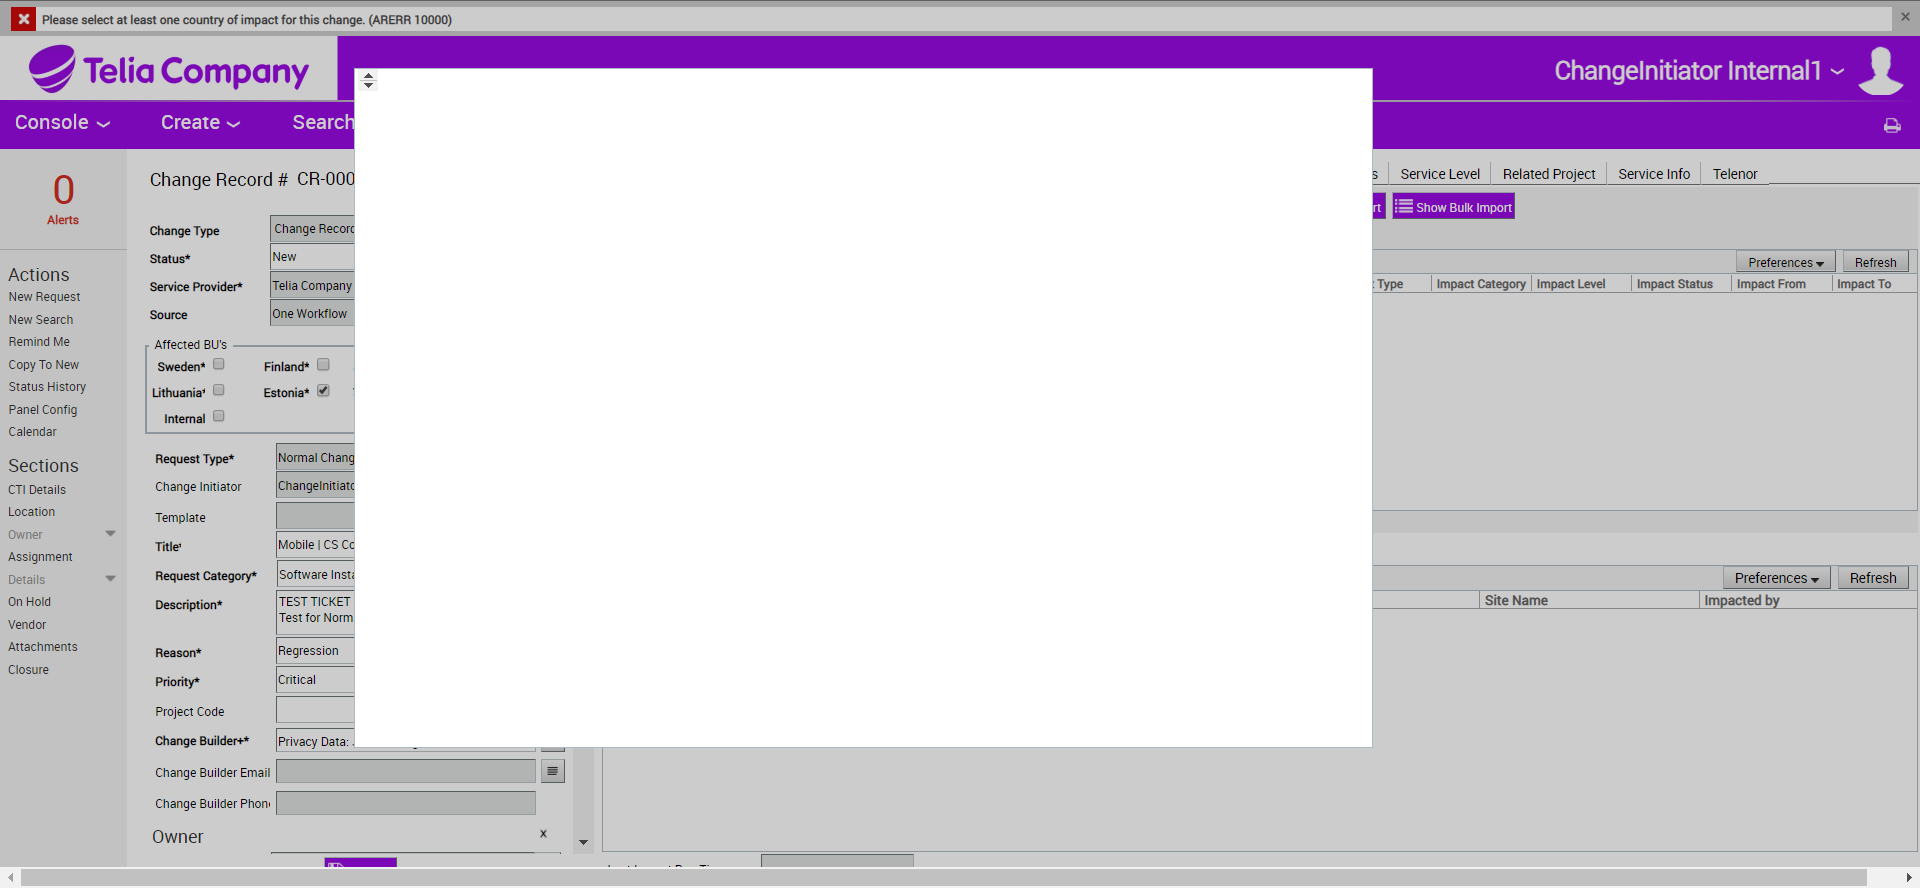 Please select at least one country of impact for this change. (ARERR 10000)
Telia Company
ChangeInitiator Internal1
Console
Create
Search
0
Alerts
Actions
New Request
New Search
Remind Me
Copy To New
Status History
Panel Config
Calendar
Sections
CTI Details
Location
Owner
Assignment
Details
On Hold
Vendor
Attachments
Closure
Change Record # CR-000
Change Type Change Record
Status* New
Service Provider* Telia Company
Source One Workflow
Affected BU's
Sweden* Finland*
Lithuania* Estonia*
Internal
Request Type* Normal Chang
Change Initiator ChangeInitiato
Template
Title* Mobile | CS Co
Request Category* Software Insta
Description* TEST TICKET
Test for Norm
Reason* Regression
Priority* Critical
Project Code
Change Builder+* Privacy Data:
Change Builder Email
Change Builder Phon
Owner x
s Service Level Related Project Service Info Telenor
rt Show Bulk Import
Preferences Refresh
Type Impact Category Impact Level Impact Status Impact From Impact To
Preferences Refresh
Site Name Impacted by